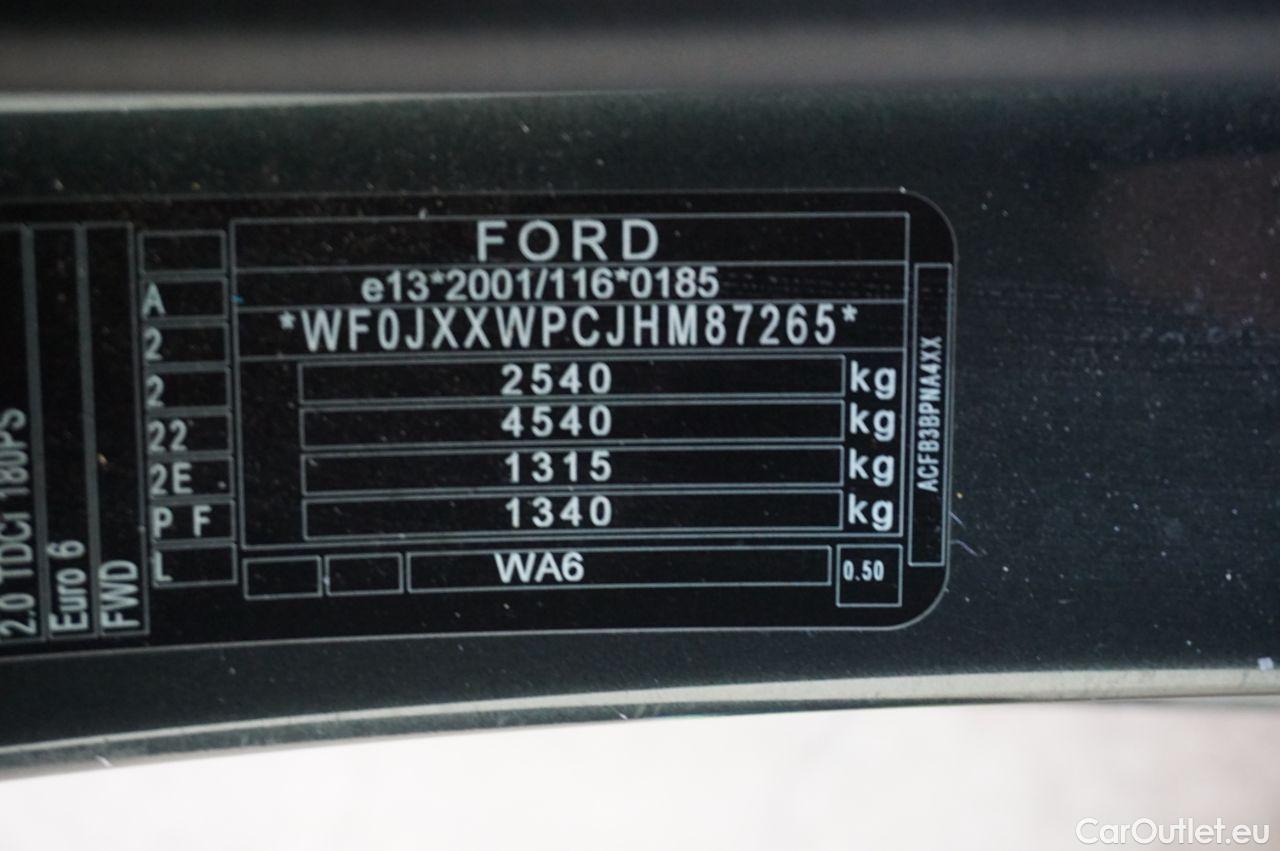 FORD
e13*2001/116*0185
*WF0JXXWPCJHM87265*
2540 kg
4540 kg
1315 kg
1340 kg
WA6
0.50
A
2
2
22
2E
P F
L
2.0 TDCi 180PS
Euro 6
FWD
ACFB3BPNA4XX
CarOutlet.eu